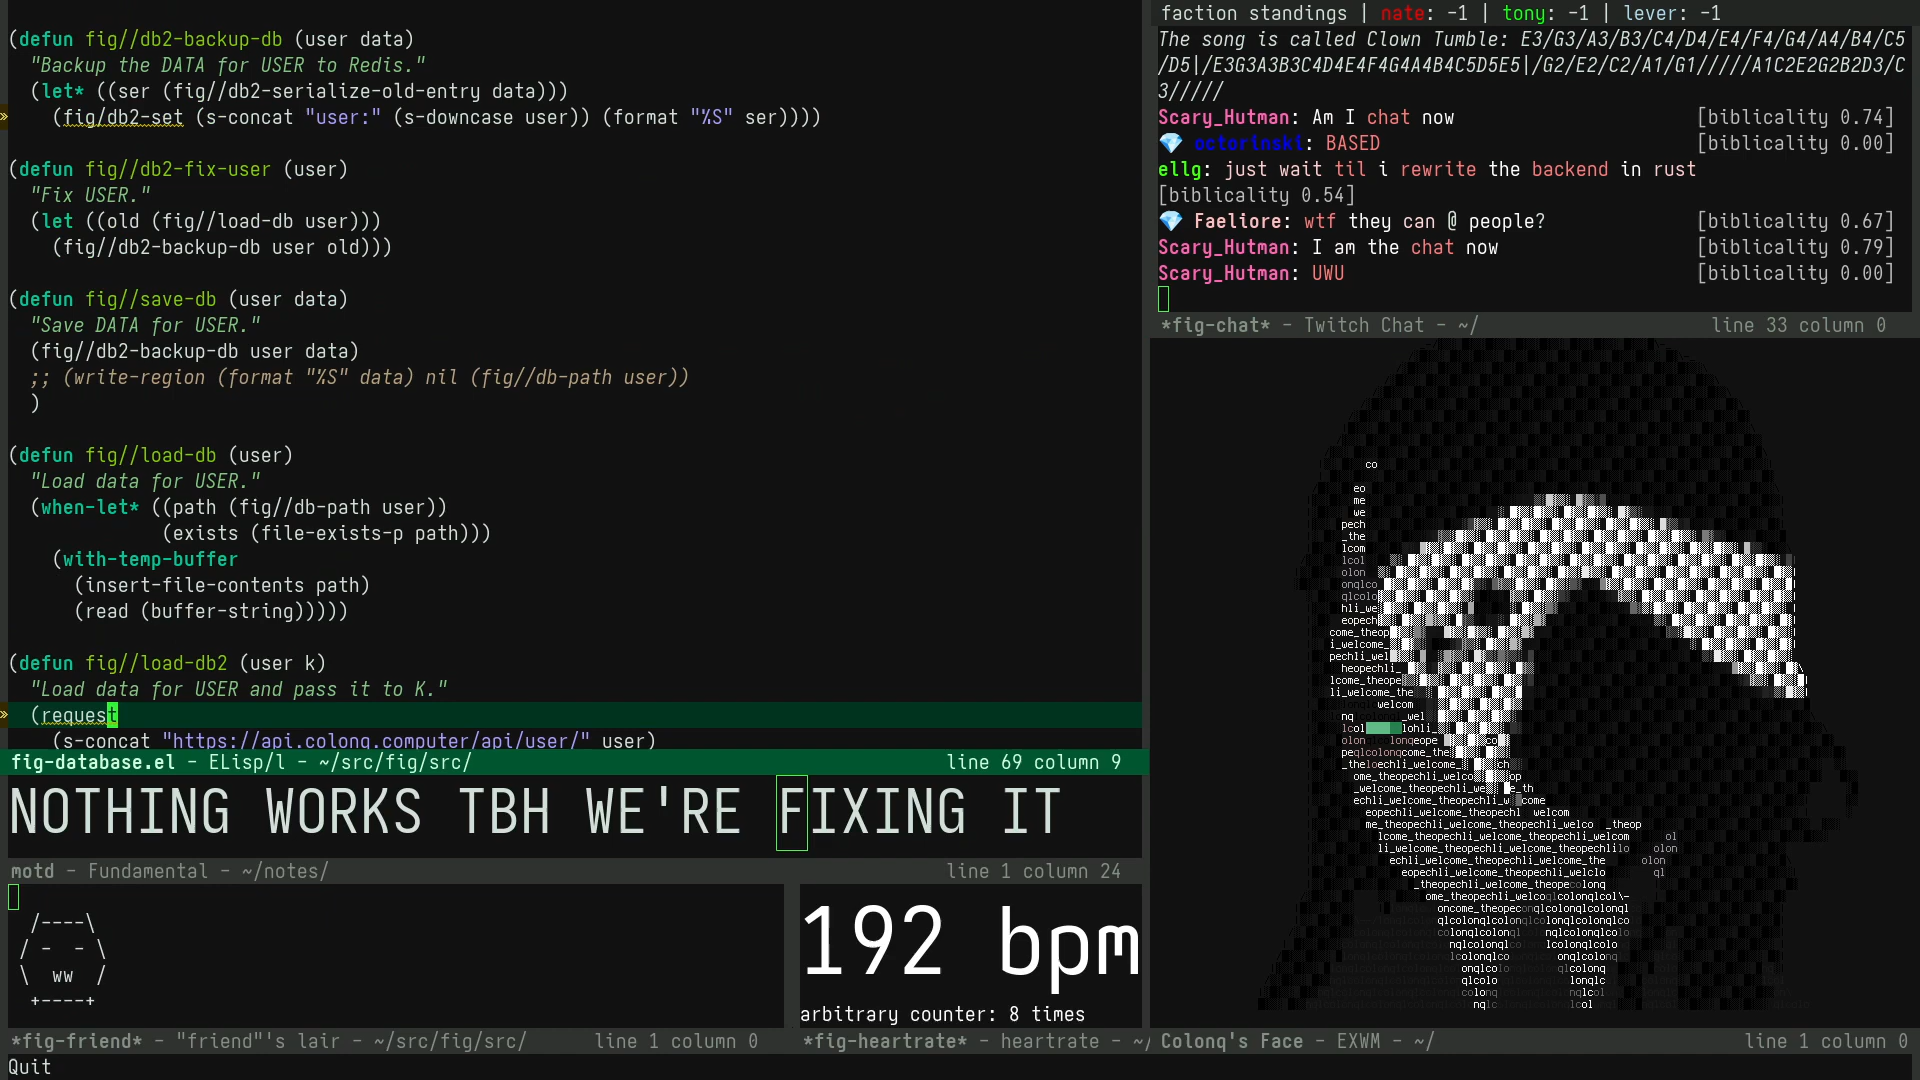 (defun fig//db2-backup-db (user data)
"Backup the DATA for USER to Redis."
(let* ((ser (fig//db2-serialize-old-entry data)))
(fig/db2-set (s-concat "user:" (s-downcase user)) (format "%S" ser))))
(defun fig//db2-fix-user (user)
"Fix USER."
(let ((old (fig//load-db user)))
(fig//db2-backup-db user old)))
(defun fig//save-db (user data)
"Save DATA for USER."
(fig//db2-backup-db user data)
;; (write-region (format "%S" data) nil (fig//db-path user))
)
(defun fig//load-db (user)
"Load data for USER."
(when-let* ((path (fig//db-path user))
(exists (file-exists-p path)))
(with-temp-buffer
(insert-file-contents path)
(read (buffer-string)))))
(defun fig//load-db2 (user k)
"Load data for USER and pass it to K."
(request
(s-concat "https://api.colonq.computer/api/user/" user)
fig-database.el - ELisp/l - ~/src/fig/src/ line 69 column 9
NOTHING WORKS TBH WE'RE FIXING IT
motd - Fundamental - ~/notes/ line 1 column 24
/----\
/ -  - \
\  ww  /
+----+
*fig-friend* - "friend"'s lair - ~/src/fig/src/ line 1 column 0
192 bpm
arbitrary counter: 8 times
*fig-heartrate* - heartrate - ~/
Quit
faction standings | nate: -1 | tony: -1 | lever: -1
The song is called Clown Tumble: E3/G3/A3/B3/C4/D4/E4/F4/G4/A4/B4/C5
/D5|/E3G3A3B3C4D4E4F4G4A4B4C5D5E5|/G2/E2/C2/A1/G1/////A1C2E2G2B2D3/C
3/////
Scary_Hutman: Am I chat now [biblicality 0.74]
octorinski: BASED [biblicality 0.00]
ellg: just wait til i rewrite the backend in rust
[biblicality 0.54]
Faeliore: wtf they can @ people? [biblicality 0.67]
Scary_Hutman: I am the chat now [biblicality 0.79]
Scary_Hutman: UWU [biblicality 0.00]
*fig-chat* - Twitch Chat - ~/ line 33 column 0
Colonq's Face - EXWM - ~/ line 1 column 0